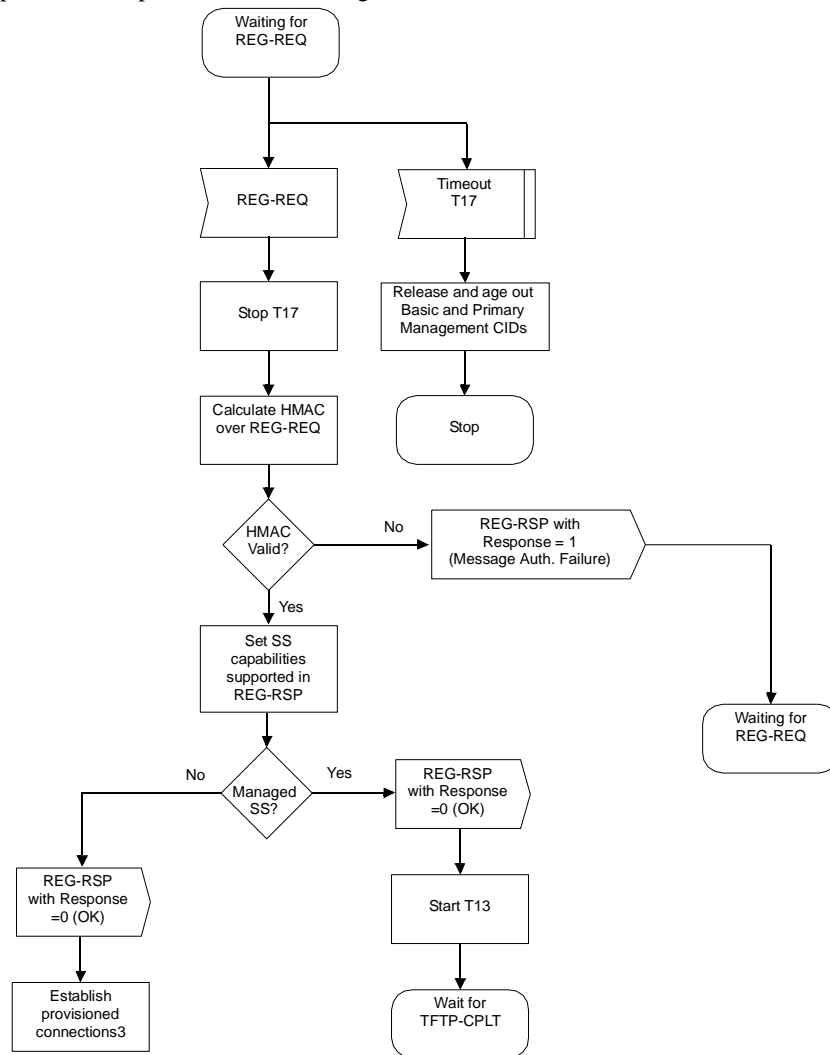 Waiting for
REG-REQ
REG-REQ
Timeout
T17
Stop T17
Release and age out
Basic and Primary
Management CIDs
Calculate HMAC
over REG-REQ
Stop
HMAC
Valid?
No
REG-RSP with
Response = 1
(Message Auth. Failure)
Yes
Set SS
capabilities
supported in
REG-RSP
Waiting for
REG-REQ
No
Managed
SS?
Yes
REG-RSP
with Response
=0 (OK)
REG-RSP
with Response
=0 (OK)
Start T13
Establish
provisioned
connections3
Wait for
TFTP-CPLT